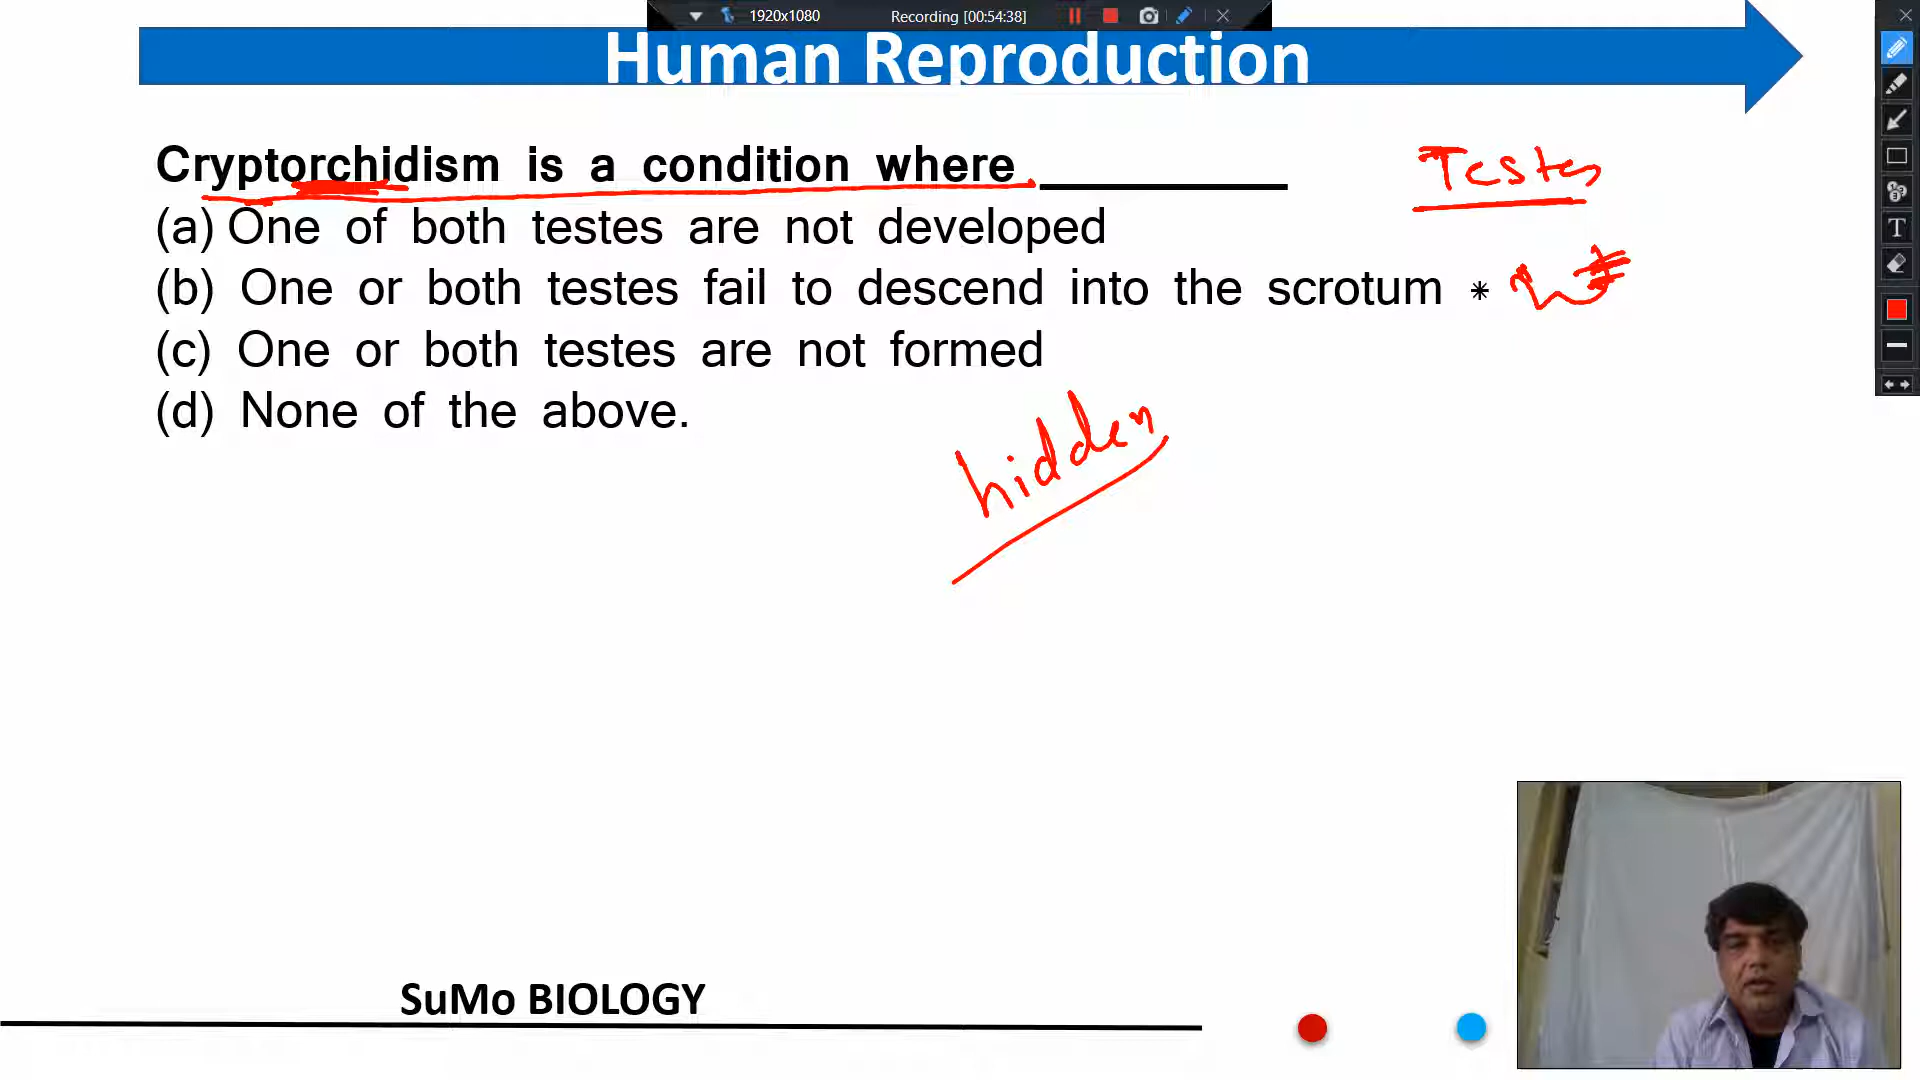 1920x1080 Recording [00:54:38]
Human Reproduction
Cryptorchidism is a condition where __________
Testes
(a) One of both testes are not developed
(b) One or both testes fail to descend into the scrotum *
(c) One or both testes are not formed
(d) None of the above.
hidden
SuMo BIOLOGY